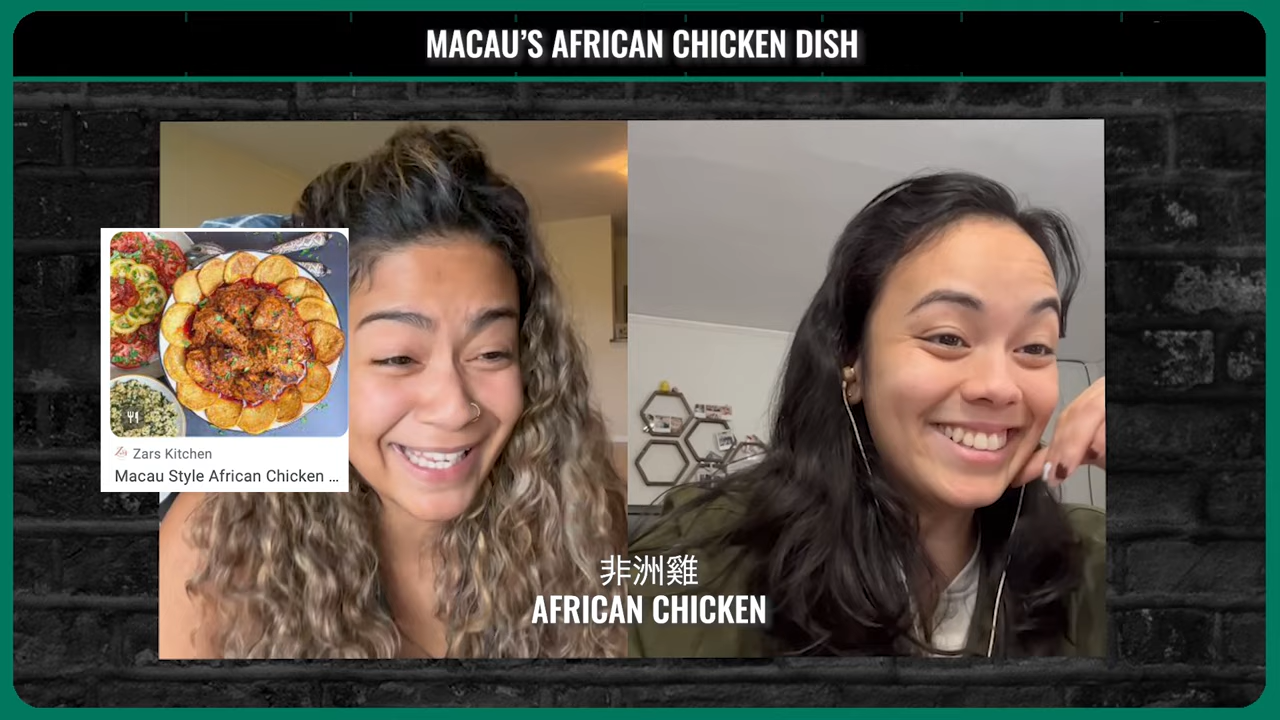 MACAU'S AFRICAN CHICKEN DISH
Zars Kitchen
Macau Style African Chicken ...
非洲雞
AFRICAN CHICKEN